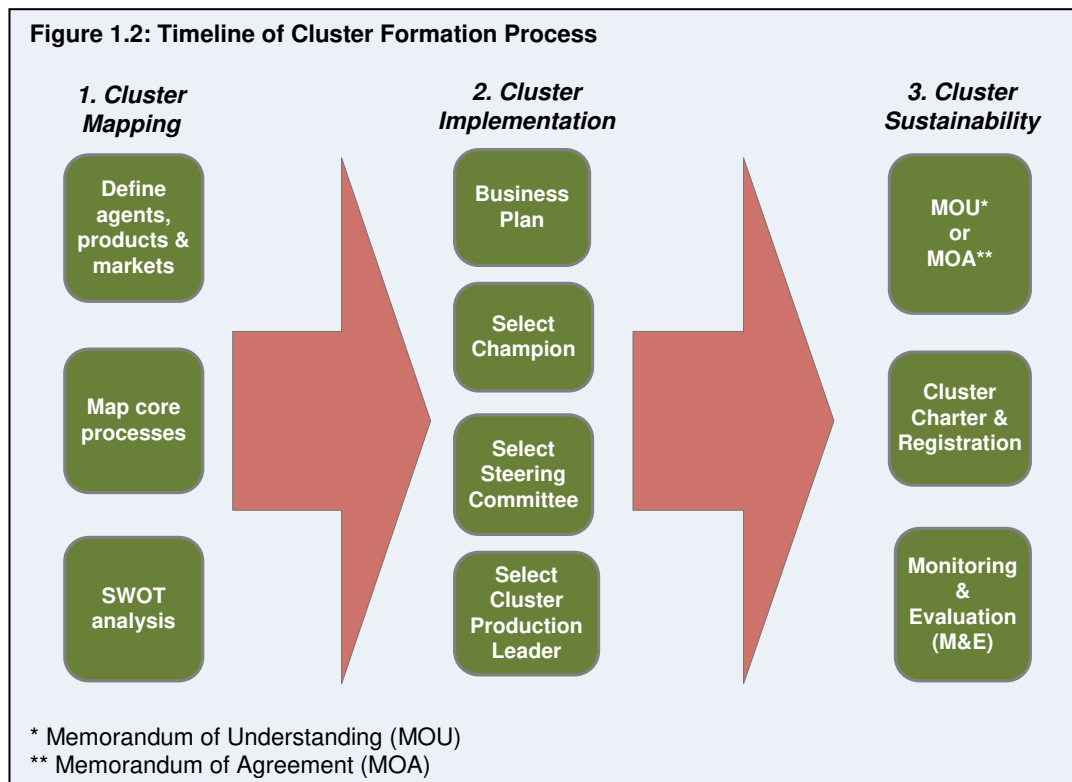 Figure 1.2: Timeline of Cluster Formation Process
1. Cluster
Mapping
Define
agents,
products &
markets
Map core
processes
SWOT
analysis
2. Cluster
Implementation
Business
Plan
Select
Champion
Select
Steering
Committee
Select
Cluster
Production
Leader
3. Cluster
Sustainability
MOU*
or
MOA**
Cluster
Charter &
Registration
Monitoring
&
Evaluation
(M&E)
* Memorandum of Understanding (MOU)
** Memorandum of Agreement (MOA)